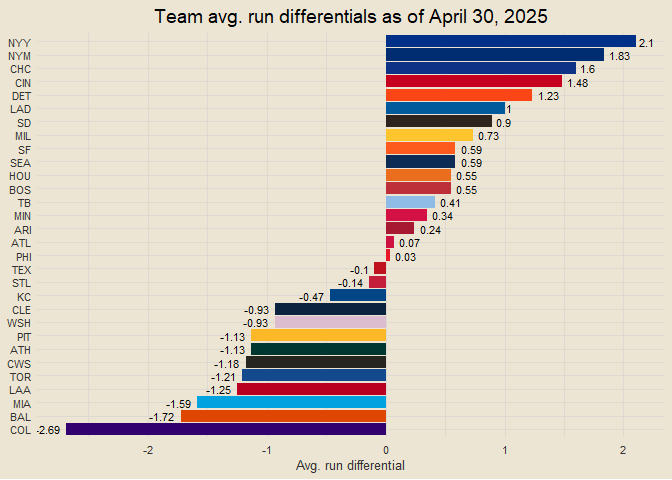 Team avg. run differentials as of April 30, 2025
NYY 2.1
NYM 1.83
CHC 1.6
CIN 1.48
DET 1.23
LAD 1
SD 0.9
MIL 0.73
SF 0.59
SEA 0.59
HOU 0.55
BOS 0.55
TB 0.41
MIN 0.34
ARI 0.24
ATL 0.07
PHI 0.03
TEX -0.1
STL -0.14
KC -0.47
CLE -0.93
WSH -0.93
PIT -1.13
ATH -1.13
CWS -1.18
TOR -1.21
LAA -1.25
MIA -1.59
BAL -1.72
COL -2.69
-2 -1 0 1 2
Avg. run differential